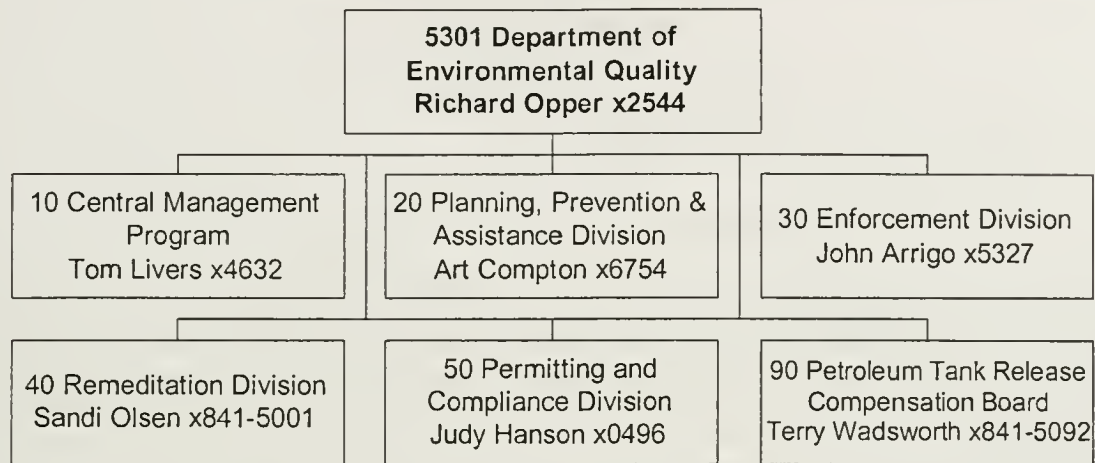 5301 Department of
Environmental Quality
Richard Opper x2544
10 Central Management
Program
Tom Livers x4632
20 Planning, Prevention &
Assistance Division
Art Compton x6754
30 Enforcement Division
John Arrigo x5327
40 Remeditation Division
Sandi Olsen x841-5001
50 Permitting and
Compliance Division
Judy Hanson x0496
90 Petroleum Tank Release
Compensation Board
Terry Wadsworth x841-5092